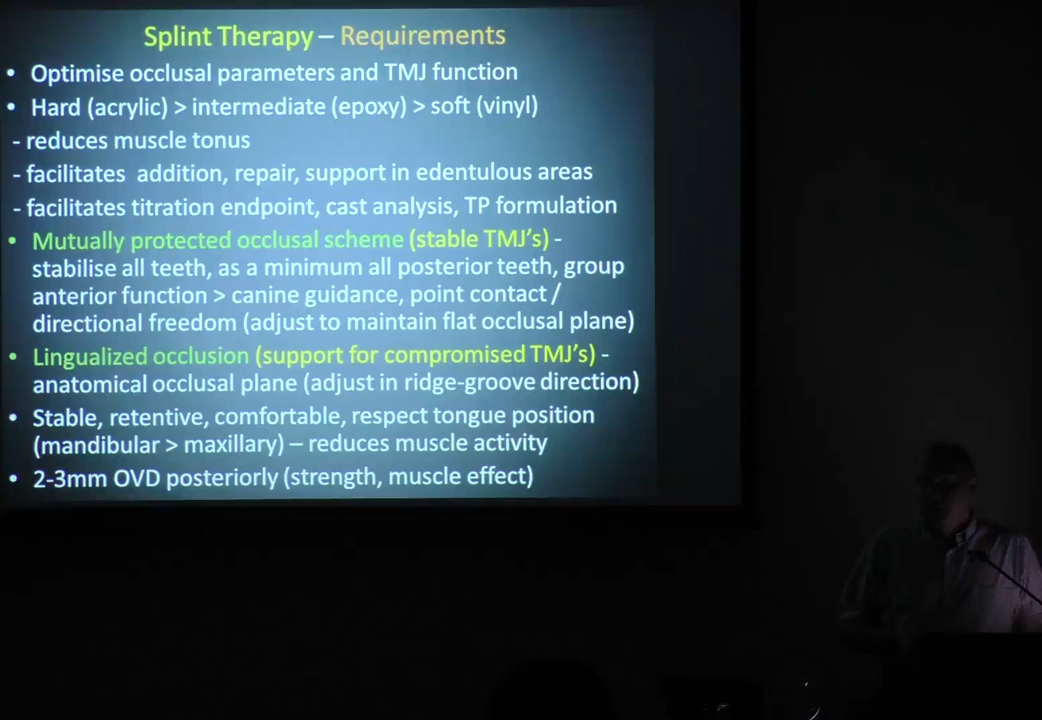 Splint Therapy – Requirements
• Optimise occlusal parameters and TMJ function
• Hard (acrylic) > intermediate (epoxy) > soft (vinyl)
- reduces muscle tonus
- facilitates addition, repair, support in edentulous areas
- facilitates titration endpoint, cast analysis, TP formulation
• Mutually protected occlusal scheme (stable TMJ's) -
stabilise all teeth, as a minimum all posterior teeth, group
anterior function > canine guidance, point contact /
directional freedom (adjust to maintain flat occlusal plane)
• Lingualized occlusion (support for compromised TMJ's) -
anatomical occlusal plane (adjust in ridge-groove direction)
• Stable, retentive, comfortable, respect tongue position
(mandibular > maxillary) – reduces muscle activity
• 2-3mm OVD posteriorly (strength, muscle effect)